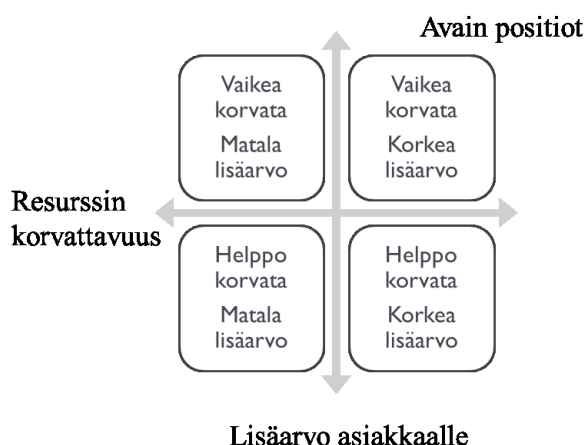 Avain positiot
Vaikea
korvata
Matala
lisäarvo
Vaikea
korvata
Korkea
lisäarvo
Resurssin
korvattavuus
Helppo
korvata
Matala
lisäarvo
Helppo
korvata
Korkea
lisäarvo
Lisäarvo asiakkaalle